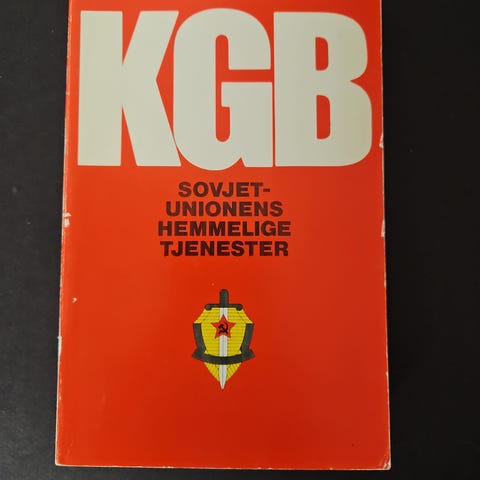 KGB
SOVJET-
UNIONENS
HEMMELIGE
TJENESTER